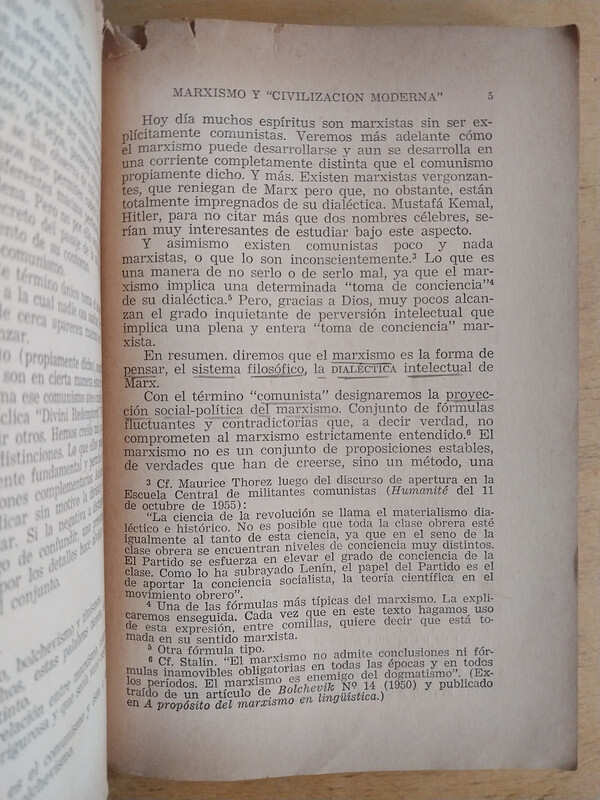 MARXISMO Y "CIVILIZACION MODERNA" 5
Hoy día muchos espíritus son marxistas sin ser ex-
plícitamente comunistas. Veremos más adelante cómo
el marxismo puede desarrollarse y aun se desarrolla en
una corriente completamente distinta que el comunismo
propiamente dicho. Y más. Existen marxistas vergonzan-
tes, que reniegan de Marx pero que, no obstante, están
totalmente impregnados de su dialéctica. Mustafá Kemal,
Hitler, para no citar más que dos nombres célebres, se-
rían muy interesantes de estudiar bajo este aspecto.
Y asimismo existen comunistas poco y nada
marxistas, o que lo son inconscientemente.³ Lo que es
una manera de no serlo o de serlo mal, ya que el mar-
xismo implica una determinada "toma de conciencia"⁴
de su dialéctica.⁵ Pero, gracias a Dios, muy pocos alcan-
zan el grado inquietante de perversión intelectual que
implica una plena y entera "toma de conciencia" mar-
xista.
En resumen. diremos que el marxismo es la forma de
pensar, el sistema filosófico, la DIALÉCTICA intelectual de
Marx.
Con el término "comunista" designaremos la proyec-
ción social-política del marxismo. Conjunto de fórmulas
fluctuantes y contradictorias que, a decir verdad, no
comprometen al marxismo estrictamente entendido.⁶ El
marxismo no es un conjunto de proposiciones estables,
de verdades que han de creerse, sino un método, una
3 Cf. Maurice Thorez luego del discurso de apertura en la
Escuela Central de militantes comunistas (Humanité del 11
de octubre de 1955):
"La ciencia de la revolución se llama el materialismo dia-
léctico e histórico. No es posible que toda la clase obrera esté
igualmente al tanto de esta ciencia, ya que en el seno de la
clase obrera se encuentran niveles de conciencia muy distintos.
El Partido se esfuerza en elevar el grado de conciencia de la
clase. Como lo ha subrayado Lenín, el papel del Partido es el
de aportar la conciencia socialista, la teoría científica en el
movimiento obrero".
4 Una de las fórmulas más típicas del marxismo. La expli-
caremos enseguida. Cada vez que en este texto hagamos uso
de esta expresión, entre comillas, quiere decir que está to-
mada en su sentido marxista.
5 Otra fórmula tipo.
6 Cf. Stalin. "El marxismo no admite conclusiones ni fór-
mulas inamovibles obligatorias en todas las épocas y en todos
los períodos. El marxismo es enemigo del dogmatismo". (Ex-
traído de un artículo de Bolchevik Nº 14 (1950) y publicado
en A propósito del marxismo en lingüística.)